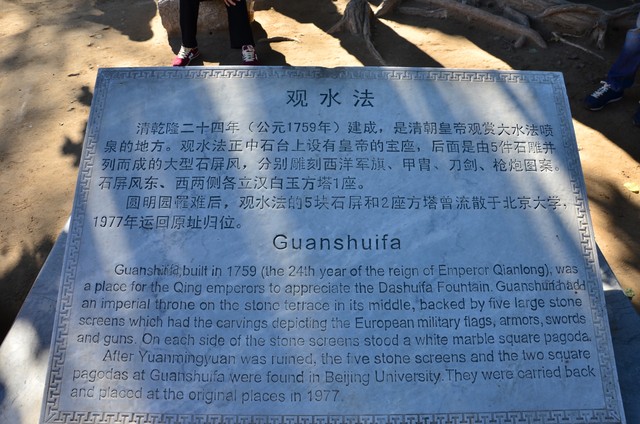 观水法
清乾隆二十四年（公元1759年）建成，是清朝皇帝观赏大水法喷
泉的地方。观水法正中石台上设有皇帝的宝座，后面是由5件石雕并
列而成的大型石屏风，分别雕刻西洋军旗、甲胄、刀剑、枪炮图案。
石屏风东、西两侧各立汉白玉方塔1座。
圆明园罹难后，观水法的5块石屏和2座方塔曾流散于北京大学，
1977年运回原址归位。
Guanshuifa
Guanshuifa,built in 1759 (the 24th year of the reign of Emperor Qianlong), was
a place for the Qing emperors to appreciate the Dashuifa Fountain. Guanshuifa had
an imperial throne on the stone terrace in its middle, backed by five large stone
screens which had the carvings depicting the European military flags, armors, swords
and guns. On each side of the stone screens stood a white marble square pagoda.
After Yuanmingyuan was ruined, the five stone screens and the two square
pagodas at Guanshuifa were found in Beijing University. They were carried back
and placed at the original places in 1977.